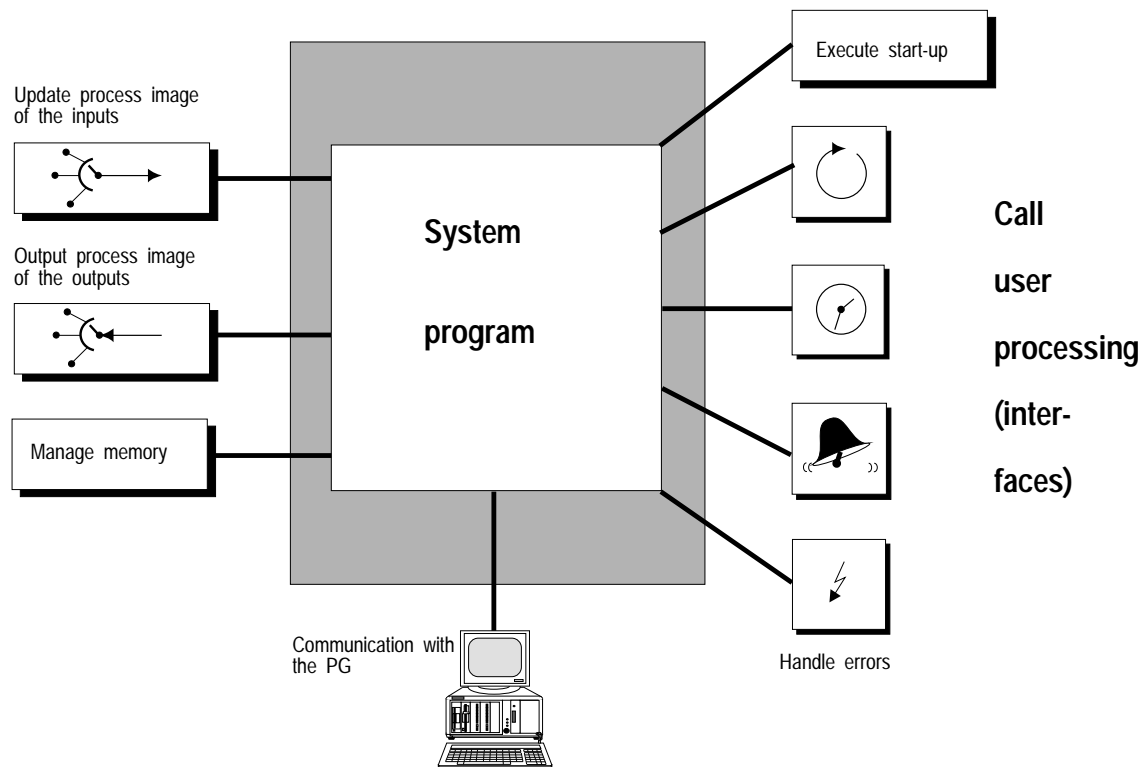 Execute start-up
Update process image
of the inputs
Output process image
of the outputs
Manage memory
System
program
Call
user
processing
(inter-
faces)
Communication with
the PG
Handle errors